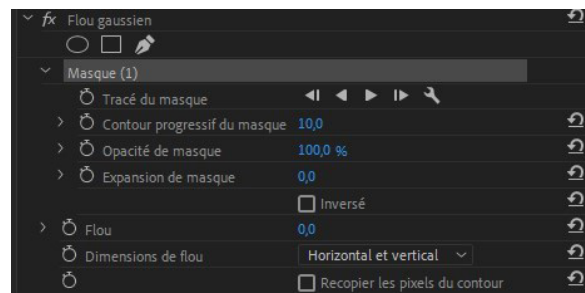 fx Flou gaussien
Masque (1)
Tracé du masque
Contour progressif du masque 10,0
Opacité de masque 100,0 %
Expansion de masque 0,0
Inversé
Flou 0,0
Dimensions de flou Horizontal et vertical
Recopier les pixels du contour